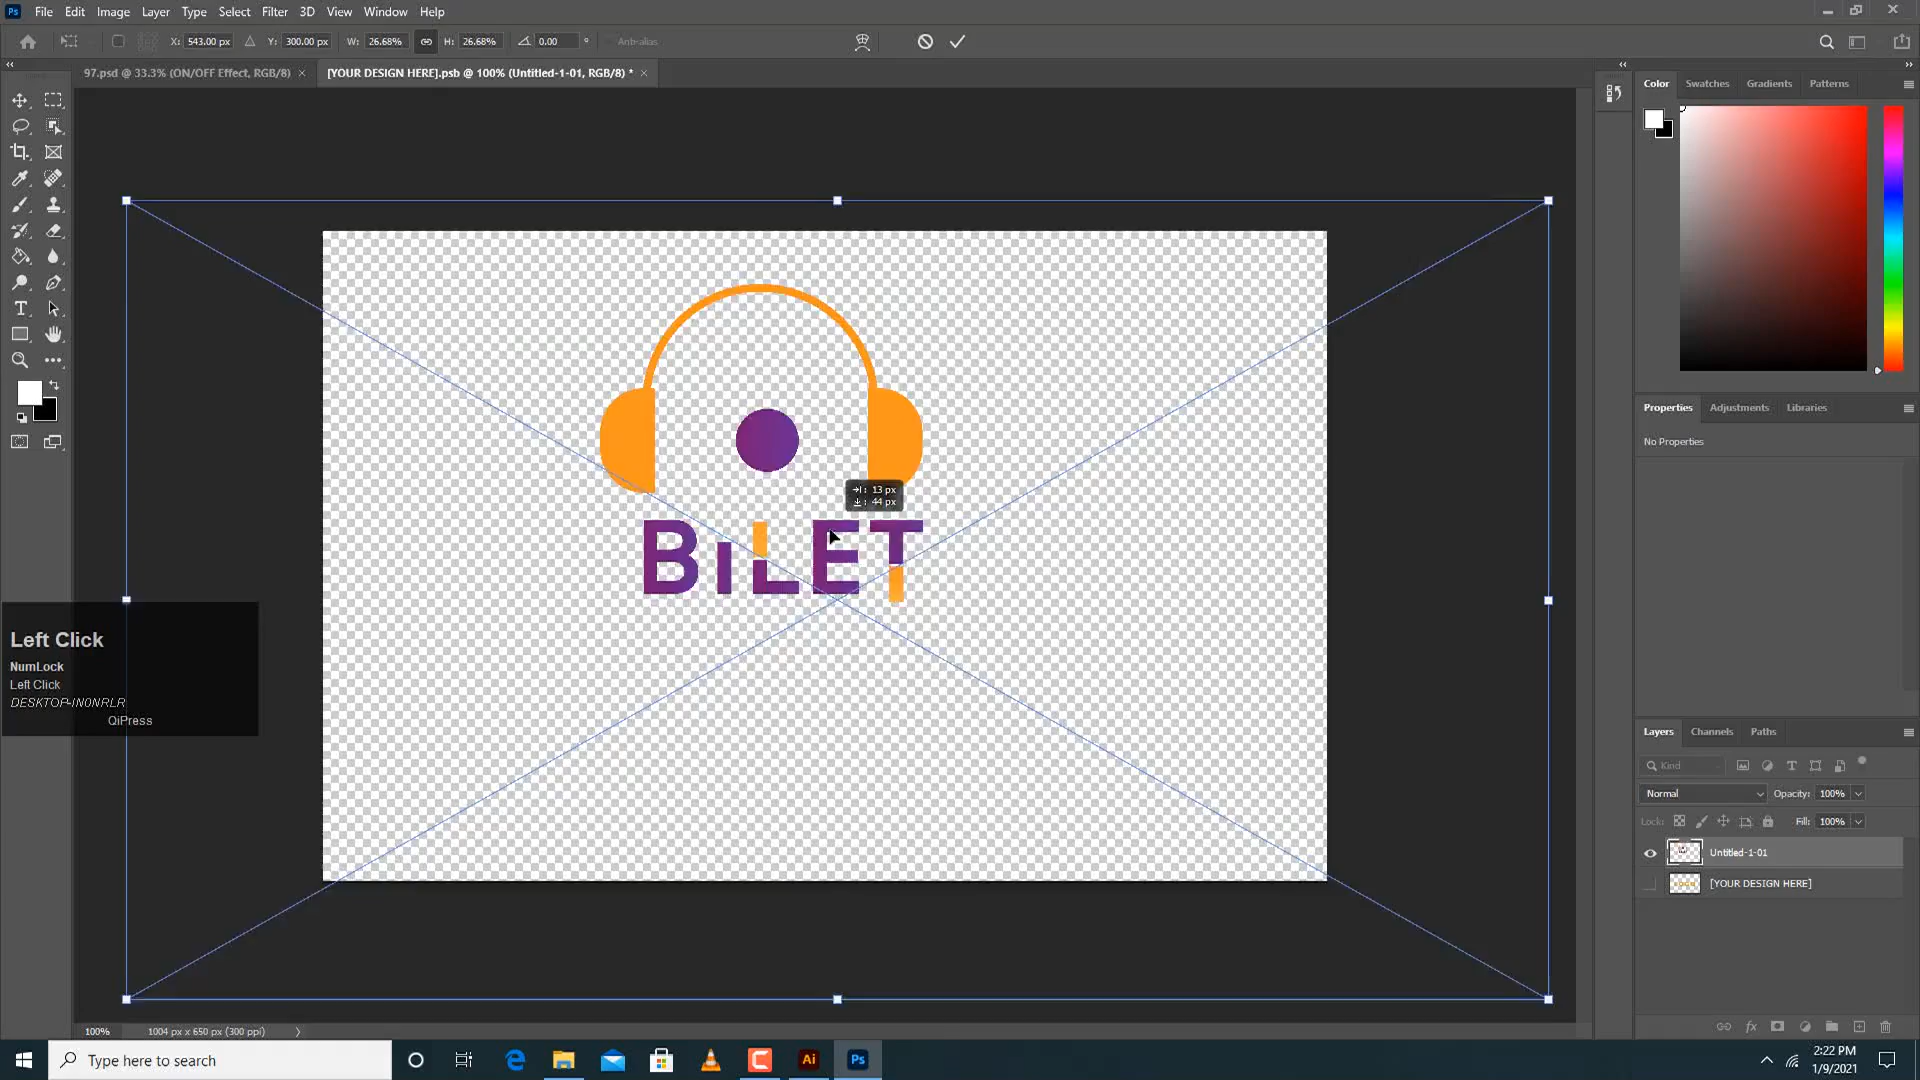 Ps File Edit Image Layer Type Select Filter 3D View Window Help
X: 543.00 px Y: 300.00 px W: 26.68% H: 26.68% 0.00 ° Anti-alias
97.psd @ 33.3% (ON/OFF Effect, RGB/8) × [YOUR DESIGN HERE].psb @ 100% (Untitled-1-01, RGB/8) * ×
Color Swatches Gradients Patterns
Properties Adjustments Libraries
No Properties
: 13 px
: 44 px
BıLET
Left Click
NumLock
Left Click
DESKTOP-IN0NRLR
QiPress
Layers Channels Paths
Kind
Normal Opacity: 100%
Lock: Fill: 100%
Untitled-1-01
[YOUR DESIGN HERE]
100% 1004 px x 650 px (300 ppi)
Type here to search
Ai Ps
2:22 PM
1/9/2021